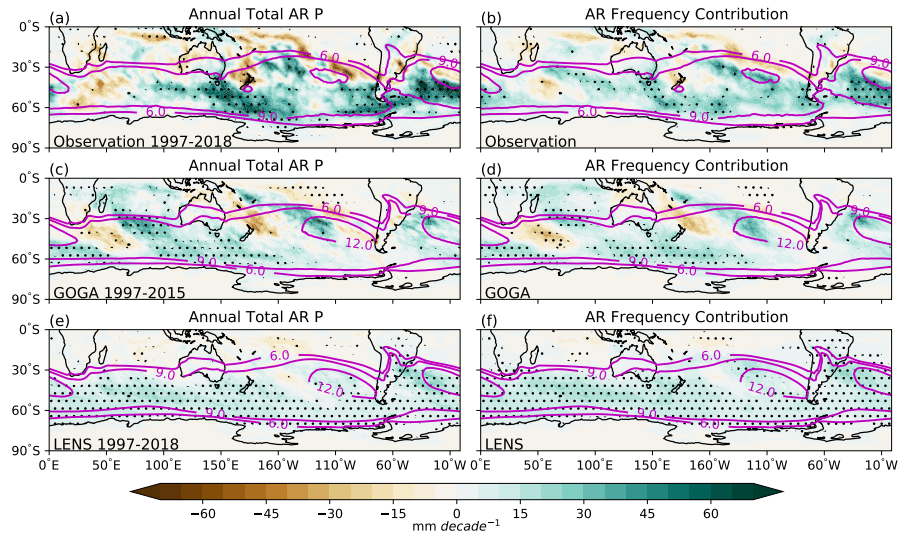 (a) Annual Total AR P
(b) AR Frequency Contribution
0°S
30°S
60°S
90°S
6.0 9.0 6.0 9.0
Observation 1997-2018
6.0 9.0 6.0 9.0
Observation
(c) Annual Total AR P
(d) AR Frequency Contribution
0°S
30°S
60°S
90°S
6.0 9.0 12.0 9.0 6.0
GOGA 1997-2015
6.0 9.0 12.0 9.0 6.0
GOGA
(e) Annual Total AR P
(f) AR Frequency Contribution
0°S
30°S
60°S
90°S
6.0 9.0 12.0 9.0 6.0
LENS 1997-2018
6.0 9.0 12.0 9.0 6.0
LENS
0°E 50°E 100°E 150°E 160°W 110°W 60°W 10°W
0°E 50°E 100°E 150°E 160°W 110°W 60°W 10°W
−60 −45 −30 −15 0 15 30 45 60
mm decade⁻¹